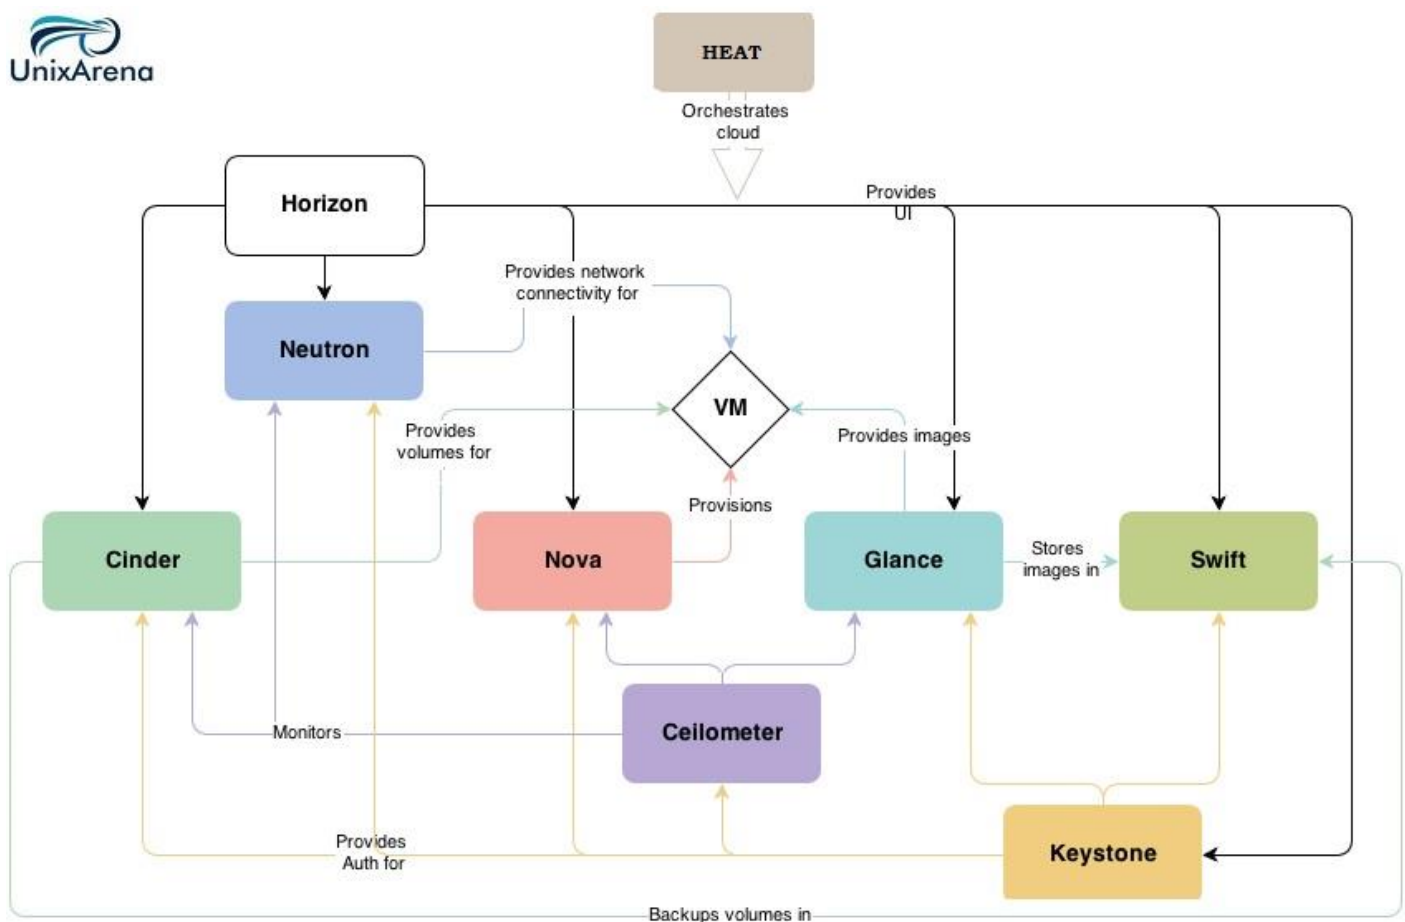 UnixArena
HEAT
Orchestrates
cloud
Horizon
Provides
UI
Provides network
connectivity for
Neutron
VM
Provides
volumes for
Provides images
Provisions
Cinder
Nova
Glance
Stores
images in
Swift
Monitors
Ceilometer
Provides
Auth for
Keystone
Backups volumes in